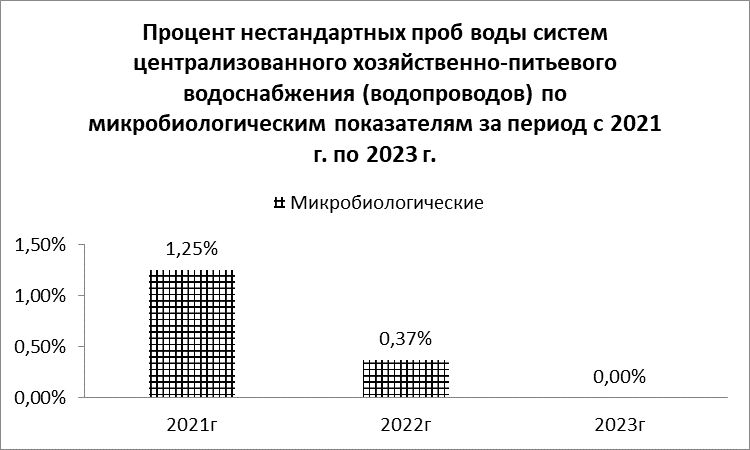 Процент нестандартных проб воды систем
централизованного хозяйственно-питьевого
водоснабжения (водопроводов) по
микробиологическим показателям за период с 2021
г. по 2023 г.
Микробиологические
1,50%
1,00%
0,50%
0,00%
1,25%
0,37%
0,00%
2021г
2022г
2023г